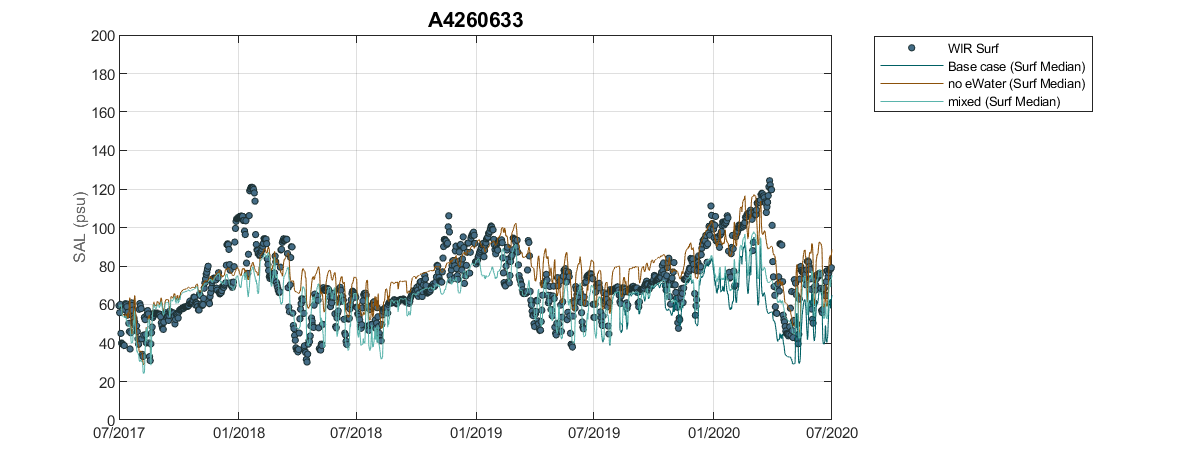 A4260633
200
180
160
140
120
100
80
60
40
20
0
SAL (psu)
07/2017 01/2018 07/2018 01/2019 07/2019 01/2020 07/2020
WIR Surf
Base case (Surf Median)
no eWater (Surf Median)
mixed (Surf Median)